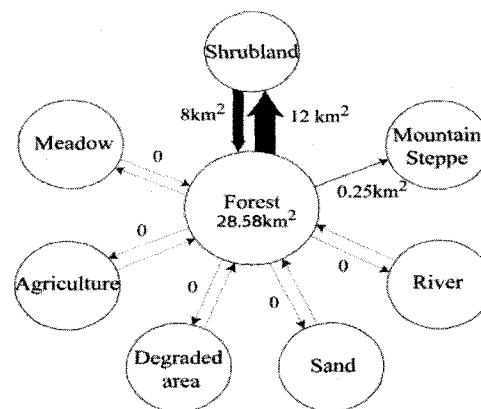 Shrubland
8km²
12 km²
Meadow
0
Mountain
Steppe
Forest
28.58km²
0.25km²
Agriculture
0
0
River
0
0
Degraded
area
Sand